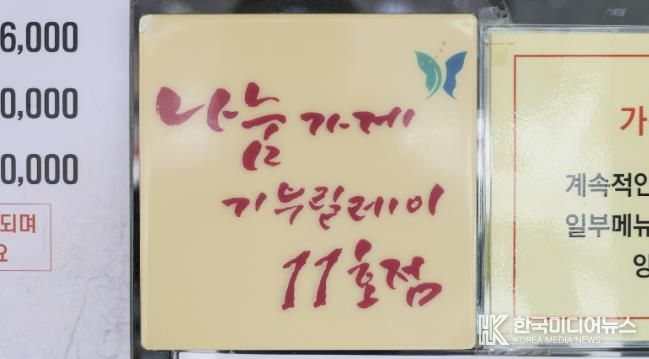 6,000
0,000
0,000
되며
요
나눔가게
기부릴레이
11호점
가
계속적인
일부메뉴
앙
한국미디어뉴스
KOREA MEDIA NEWS